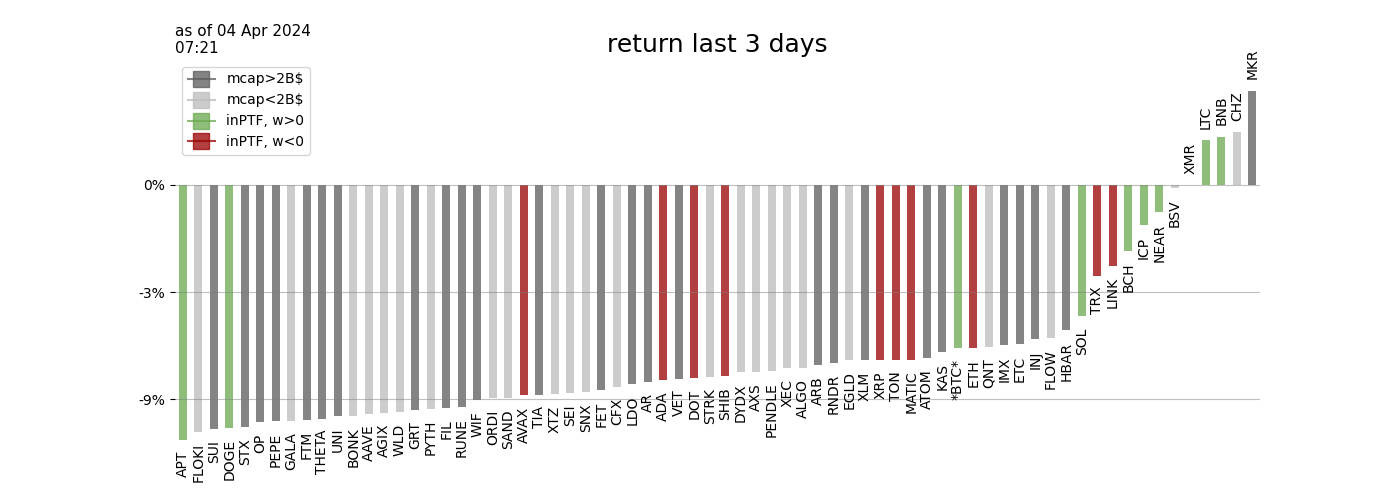 as of 04 Apr 2024
07:21
return last 3 days
mcap>2B$
mcap<2B$
inPTF, w>0
inPTF, w<0
0%
-3%
-9%
APT
FLOKI
SUI
DOGE
STX
OP
PEPE
GALA
FTM
THETA
UNI
BONK
AAVE
AGIX
WLD
GRT
PYTH
FIL
RUNE
WIF
ORDI
SAND
AVAX
TIA
XTZ
SEI
SNX
FET
CFX
LDO
AR
ADA
VET
DOT
STRK
SHIB
DYDX
AXS
PENDLE
XEC
ALGO
ARB
RNDR
EGLD
XLM
XRP
TON
MATIC
ATOM
KAS
*BTC*
ETH
QNT
IMX
ETC
INJ
FLOW
HBAR
SOL
TRX
LINK
BCH
ICP
NEAR
BSV
XMR
LTC
BNB
CHZ
MKR